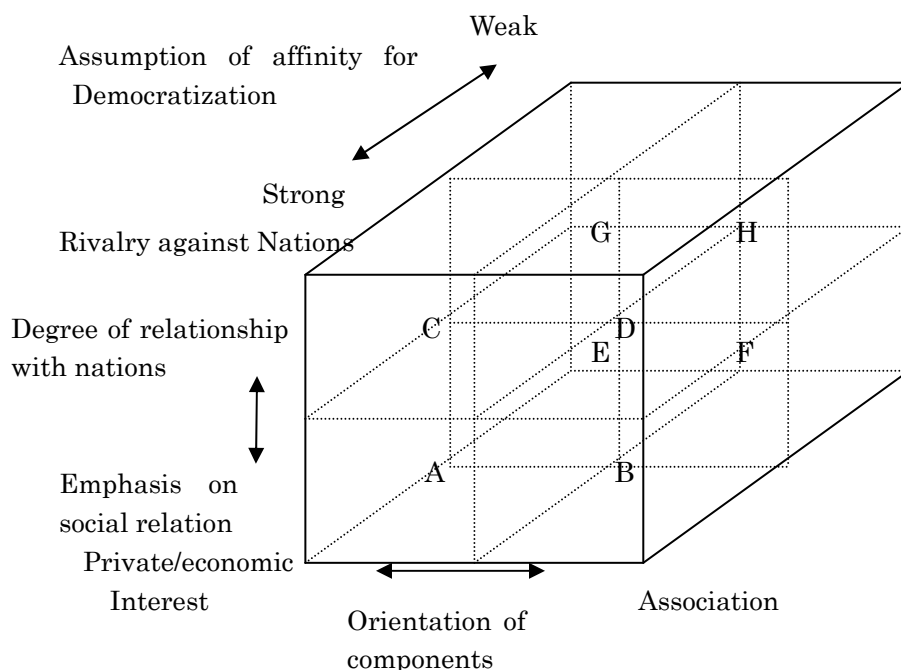 Weak
Assumption of affinity for
Democratization
Strong
Rivalry against Nations
G H
Degree of relationship
with nations
C D
E F
A B
Emphasis on
social relation
Private/economic
Interest
Association
Orientation of
components